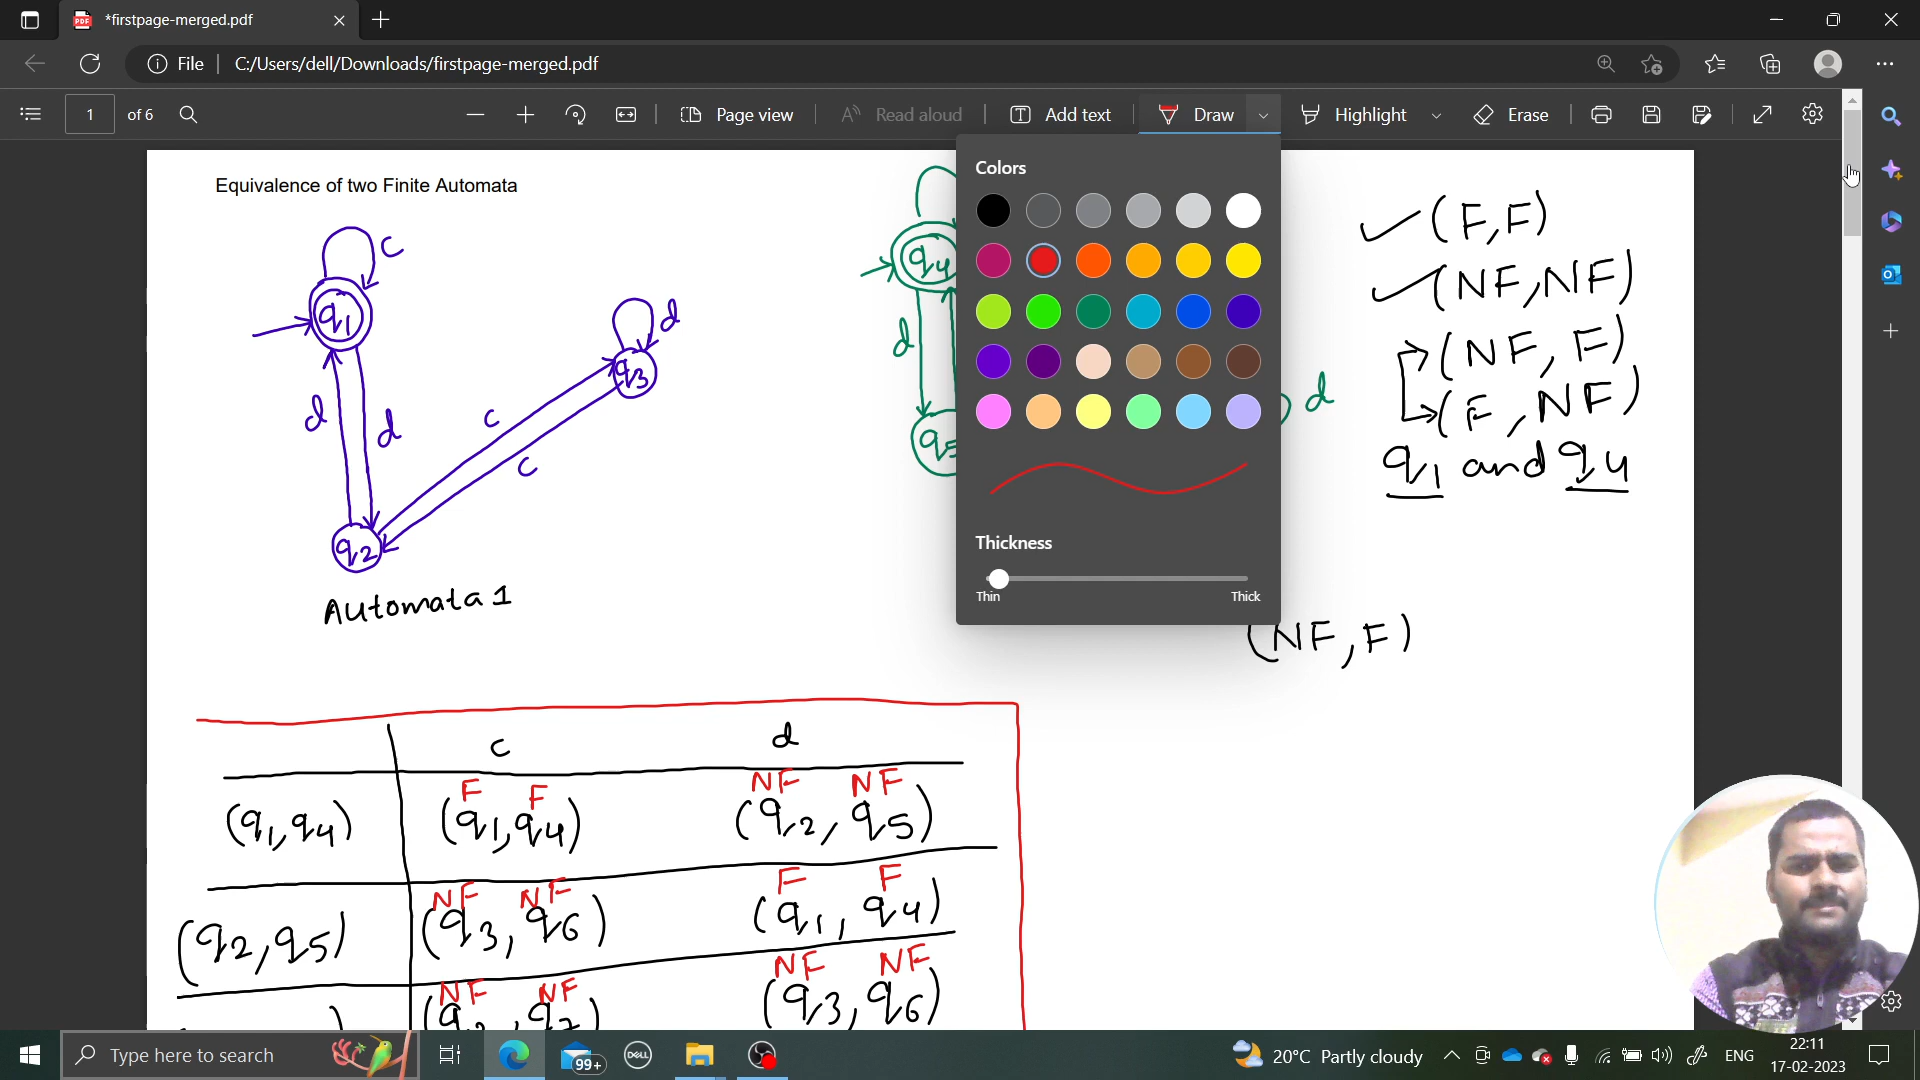 *firstpage-merged.pdf
File
C:/Users/dell/Downloads/firstpage-merged.pdf
1 of 6
Page view
Read aloud
Add text
Draw
Highlight
Erase
Equivalence of two Finite Automata
c
q1
d
q3
d
d
c
c
q2
Automata 1
q4
d
q5
d
Colors
Thickness
Thin
Thick
(F,F)
(NF,NF)
(NF, F)
(F, NF)
q1 and q4
(NF,F)
c d
F F NF NF
(q1,q4) (q1,q4) (q2, q5)
NF NF F F
(q2,q5) (q3, q6) (q1, q4)
NF NF NF NF
(q3, q6)
Type here to search
99+
DELL
20°C Partly cloudy
ENG
22:11
17-02-2023